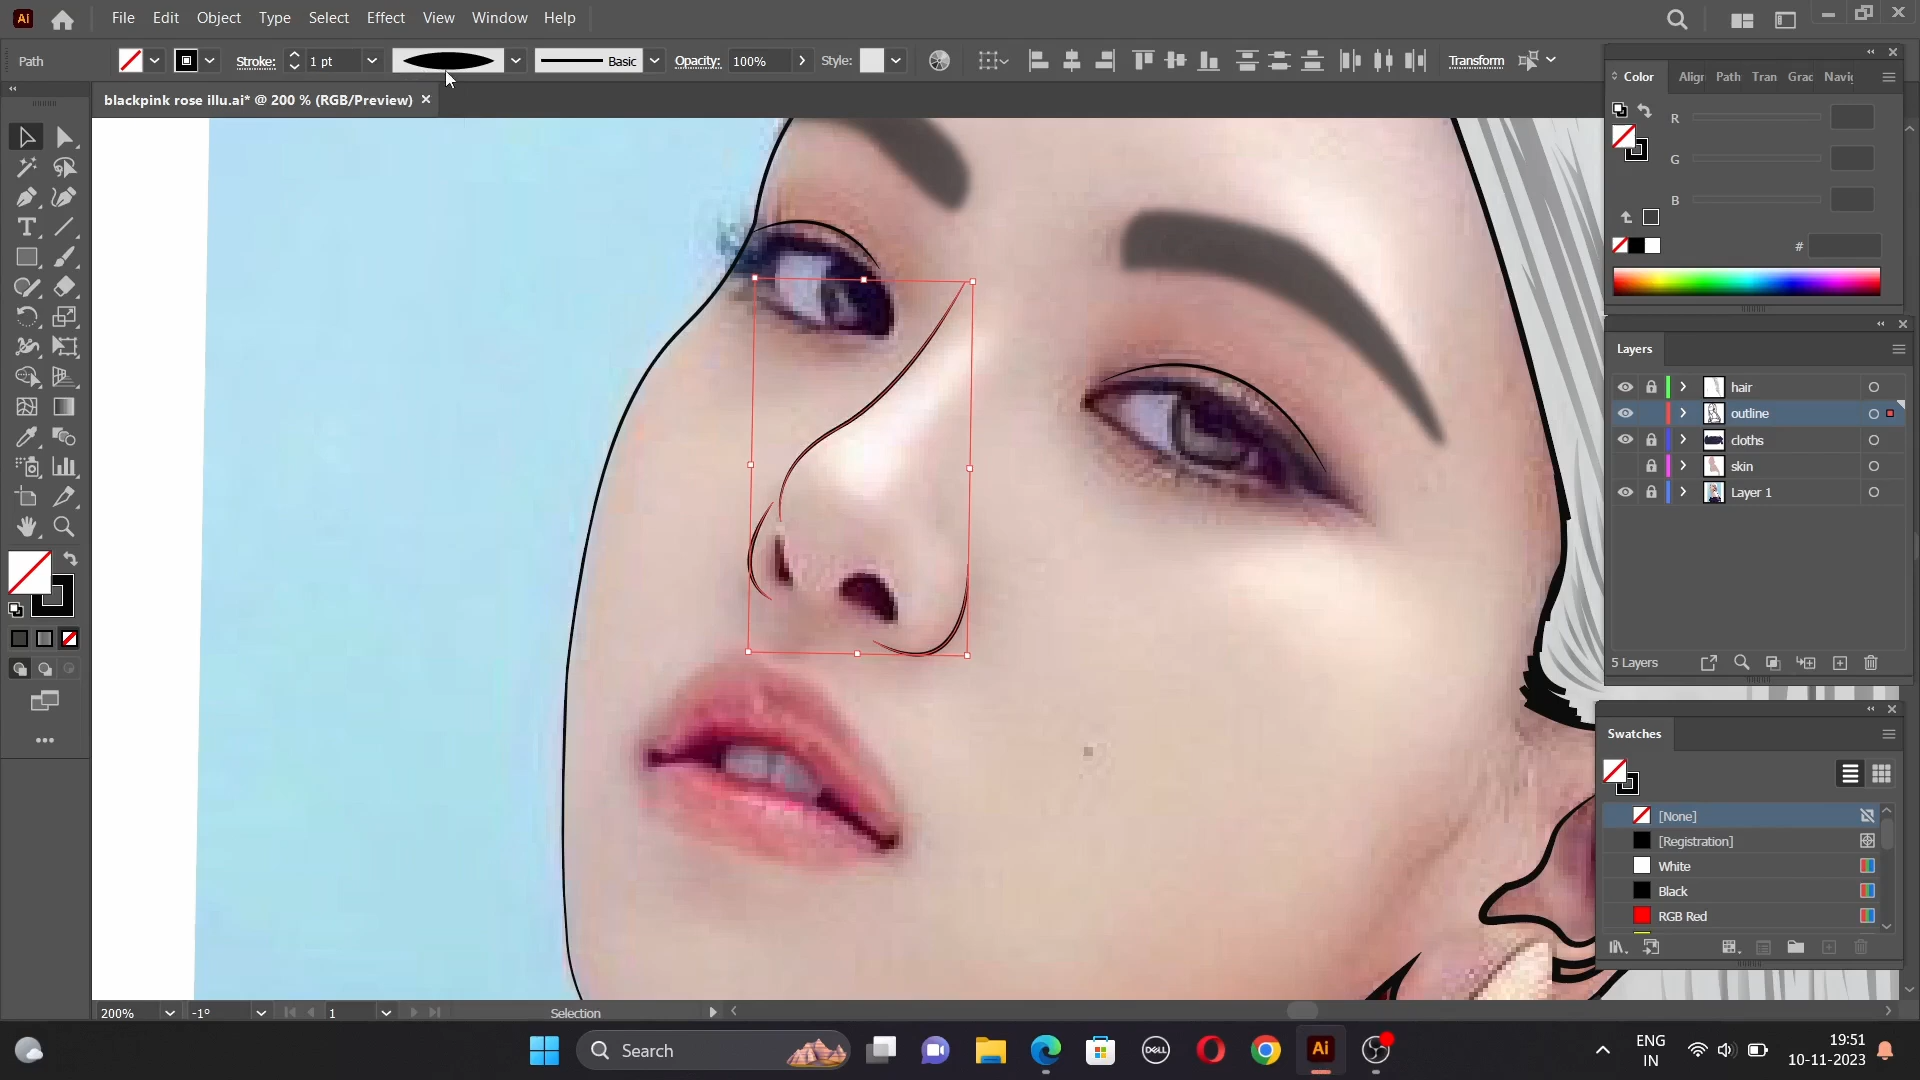 Ai File Edit Object Type Select Effect View Window Help
Path Stroke: 1 pt Basic Opacity: 100% Style: Transform
blackpink rose illu.ai* @ 200 % (RGB/Preview)
Color Align Path Tran Grad Navig
R
G
B
#
Layers
hair
outline
cloths
skin
Layer 1
5 Layers
Swatches
[None]
[Registration]
White
Black
RGB Red
200% -1° 1 Selection
Search DELL Ai ENG IN 19:51
10-11-2023